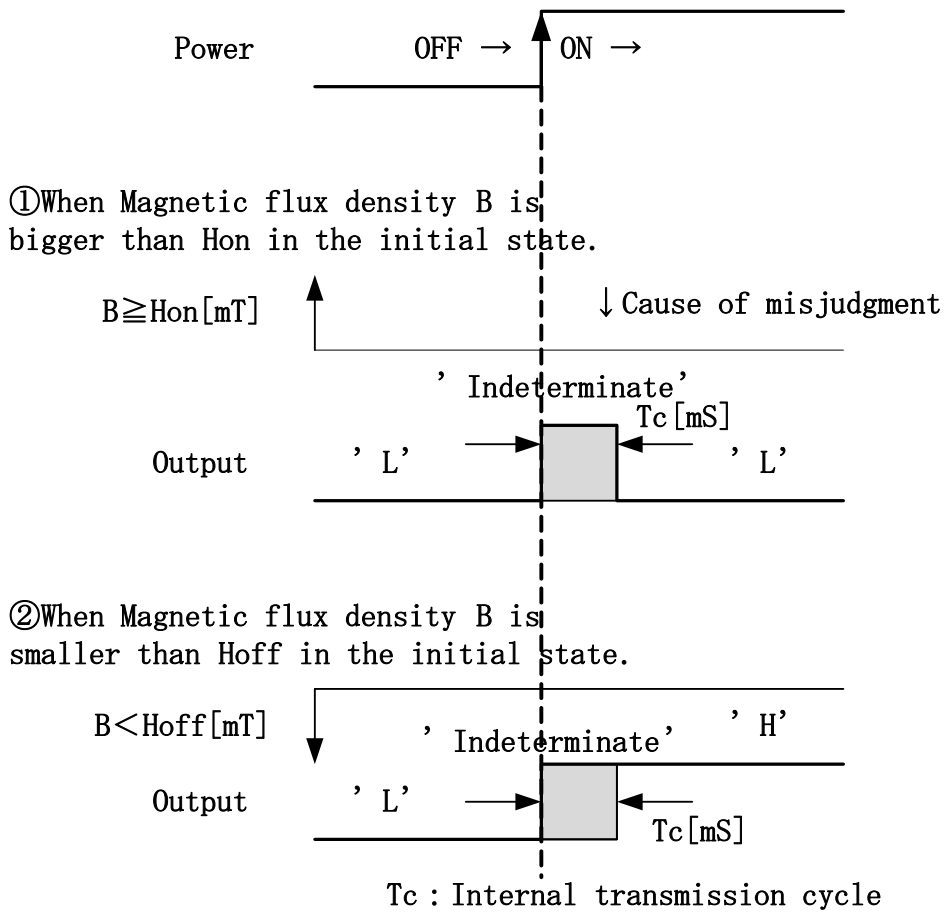 Power OFF → ON →
①When Magnetic flux density B is
bigger than Hon in the initial state.
B≧Hon[mT] ↓Cause of misjudgment
’Indeterminate’
Tc[mS]
Output ’L’ ’L’
②When Magnetic flux density B is
smaller than Hoff in the initial state.
B＜Hoff[mT] ’Indeterminate’ ’H’
Output ’L’
Tc[mS]
Tc：Internal transmission cycle